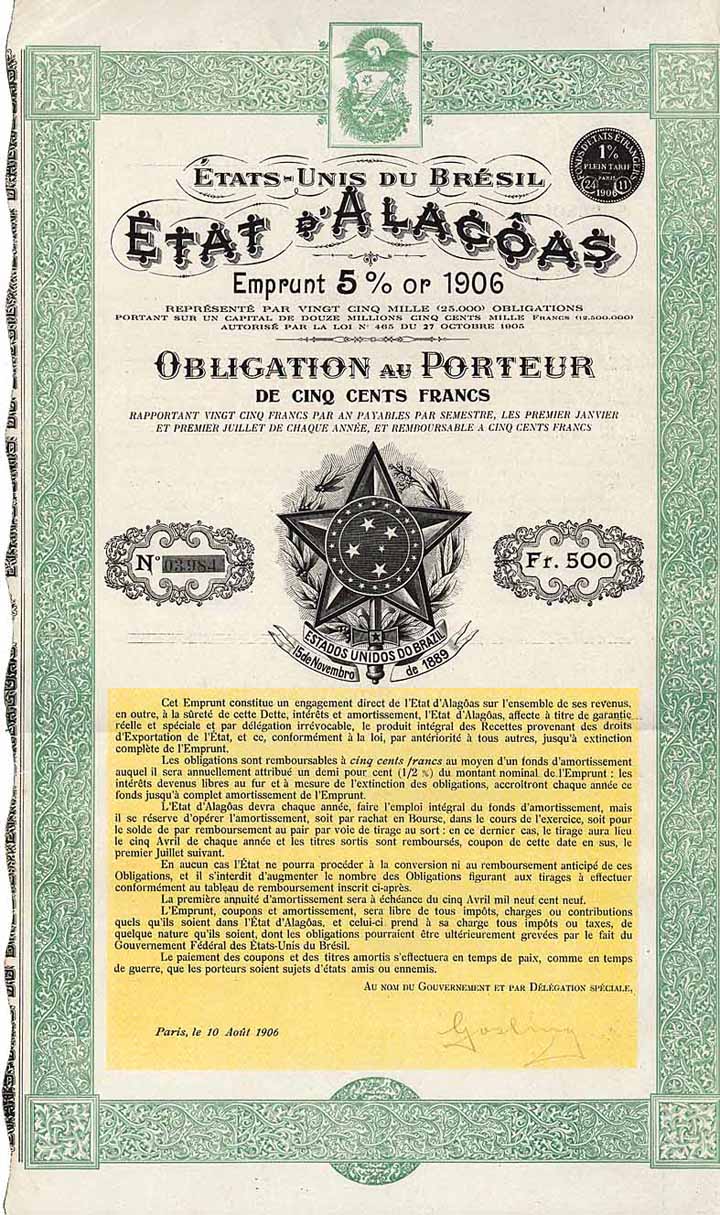 FONDS D'ETATS ETRANGERS
1%
PLEIN TARIF
PARIS
24 11
1906
ÉTATS-UNIS DU BRÉSIL
ÉTAT D'ALAGÔAS
Emprunt 5 % or 1906
REPRÉSENTÉ PAR VINGT CINQ MILLE (25.000) OBLIGATIONS
PORTANT SUR UN CAPITAL DE DOUZE MILLIONS CINQ CENTS MILLE FRANCS (12.500.000)
AUTORISÉ PAR LA LOI N° 465 DU 27 OCTOBRE 1905
OBLIGATION AU PORTEUR
DE CINQ CENTS FRANCS
RAPPORTANT VINGT CINQ FRANCS PAR AN PAYABLES PAR SEMESTRE, LES PREMIER JANVIER
ET PREMIER JUILLET DE CHAQUE ANNÉE, ET REMBOURSABLE A CINQ CENTS FRANCS
N° 03,984
Fr. 500
ESTADOS UNIDOS DO BRAZIL
15 de Novembro de 1889
Cet Emprunt constitue un engagement direct de l'Etat d'Alagôas sur l'ensemble de ses revenus,
en outre, à la sûreté de cette Dette, intérêts et amortissement, l'Etat d'Alagôas, affecte à titre de garantie
réelle et spéciale et par délégation irrévocable, le produit intégral des Recettes provenant des droits
d'Exportation de l'État, et ce, conformément à la loi, par antériorité à tous autres, jusqu'à extinction
complète de l'Emprunt.
Les obligations sont remboursables à cinq cents francs au moyen d'un fonds d'amortissement
auquel il sera annuellement attribué un demi pour cent (1/2 %) du montant nominal de l'Emprunt : les
intérêts devenus libres au fur et à mesure de l'extinction des obligations, accroîtront chaque année ce
fonds jusqu'à complet amortissement de l'Emprunt.
L'Etat d'Alagôas devra chaque année, faire l'emploi intégral du fonds d'amortissement, mais
il se réserve d'opérer l'amortissement, soit par rachat en Bourse, dans le cours de l'exercice, soit pour
le solde de par remboursement au pair par voie de tirage au sort : en ce dernier cas, le tirage aura lieu
le cinq Avril de chaque année et les titres sortis sont remboursés, coupon de cette date en sus, le
premier Juillet suivant.
En aucun cas l'État ne pourra procéder à la conversion ni au remboursement anticipé de ces
Obligations, et il s'interdit d'augmenter le nombre des Obligations figurant aux tirages à effectuer
conformément au tableau de remboursement inscrit ci-après.
La première annuité d'amortissement sera à échéance du cinq Avril mil neuf cent neuf.
L'Emprunt, coupons et amortissement, sera libre de tous impôts, charges ou contributions
quels qu'ils soient dans l'État d'Alagôas, et celui-ci prend à sa charge tous impôts ou taxes, de
quelque nature qu'ils soient, dont les obligations pourraient être ultérieurement grevées par le fait du
Gouvernement Fédéral des États-Unis du Brésil.
Le paiement des coupons et des titres amortis s'effectuera en temps de paix, comme en temps
de guerre, que les porteurs soient sujets d'états amis ou ennemis.
AU NOM DU GOUVERNEMENT ET PAR DÉLÉGATION SPÉCIALE,
Gosling
Paris, le 10 Août 1906